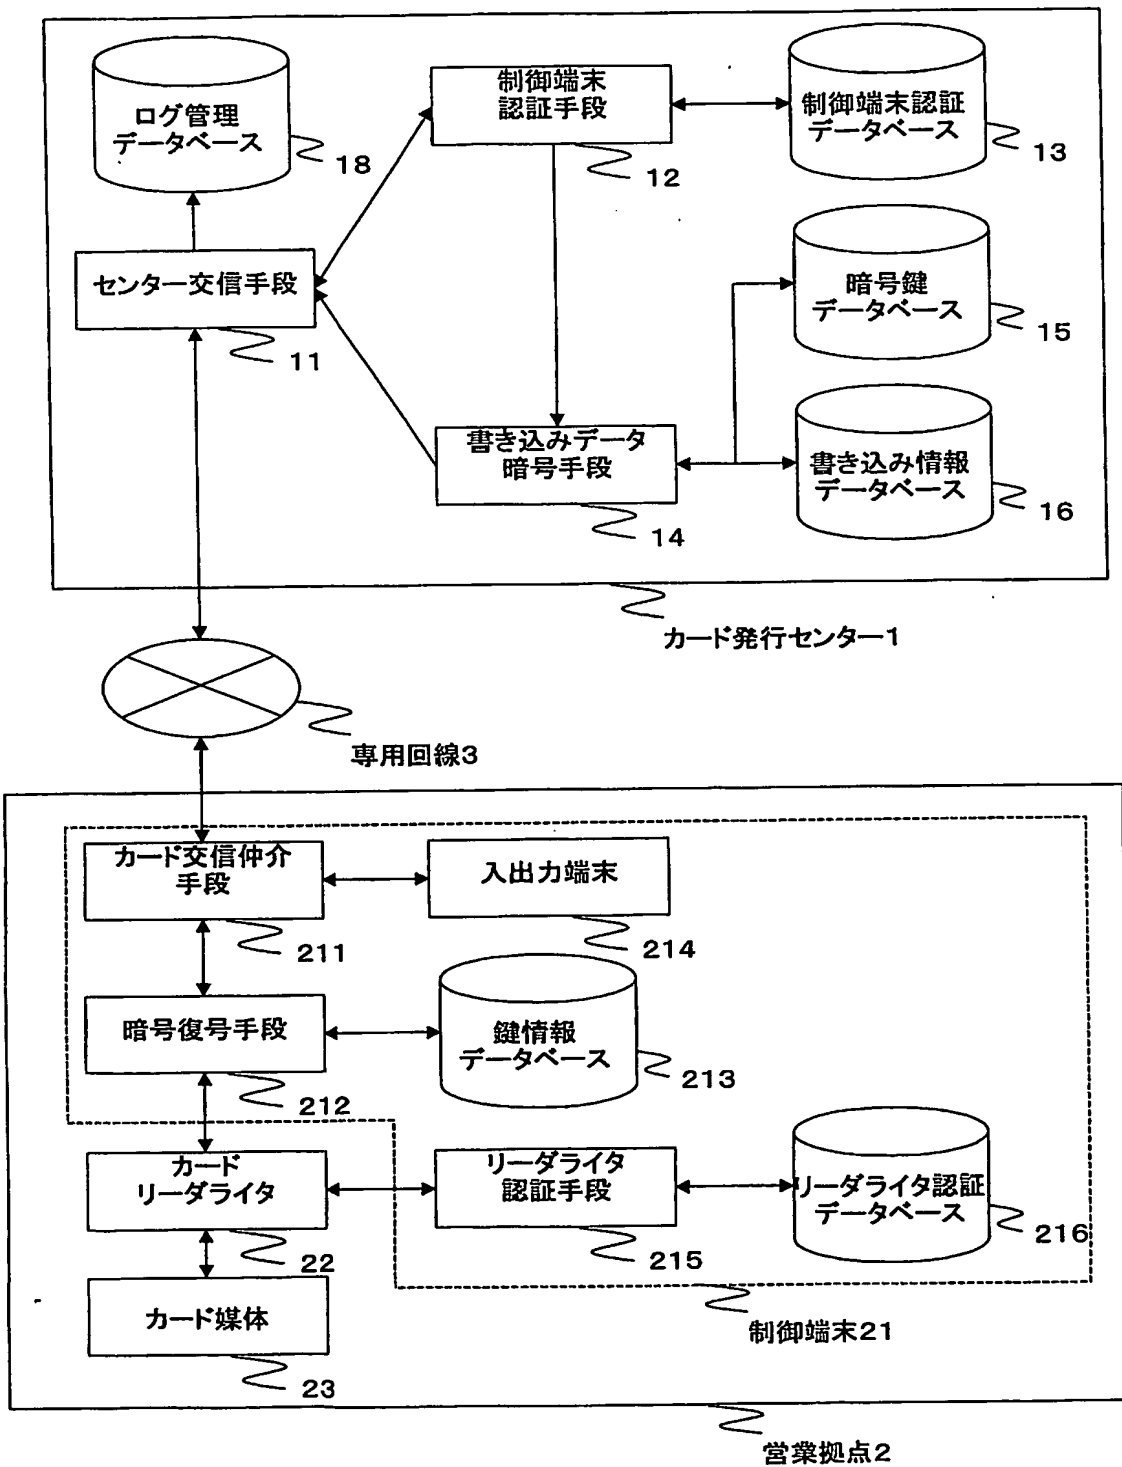 ログ管理
データベース
18
制御端末
認証手段
12
制御端末認証
データベース
13
センター交信手段
11
暗号鍵
データベース
15
書き込みデータ
暗号手段
14
書き込み情報
データベース
16
カード発行センター1
専用回線3
カード交信仲介
手段
211
入出力端末
214
暗号復号手段
212
鍵情報
データベース
213
カード
リーダライタ
22
リーダライタ
認証手段
215
リーダライタ認証
データベース
216
カード媒体
23
制御端末21
営業拠点2